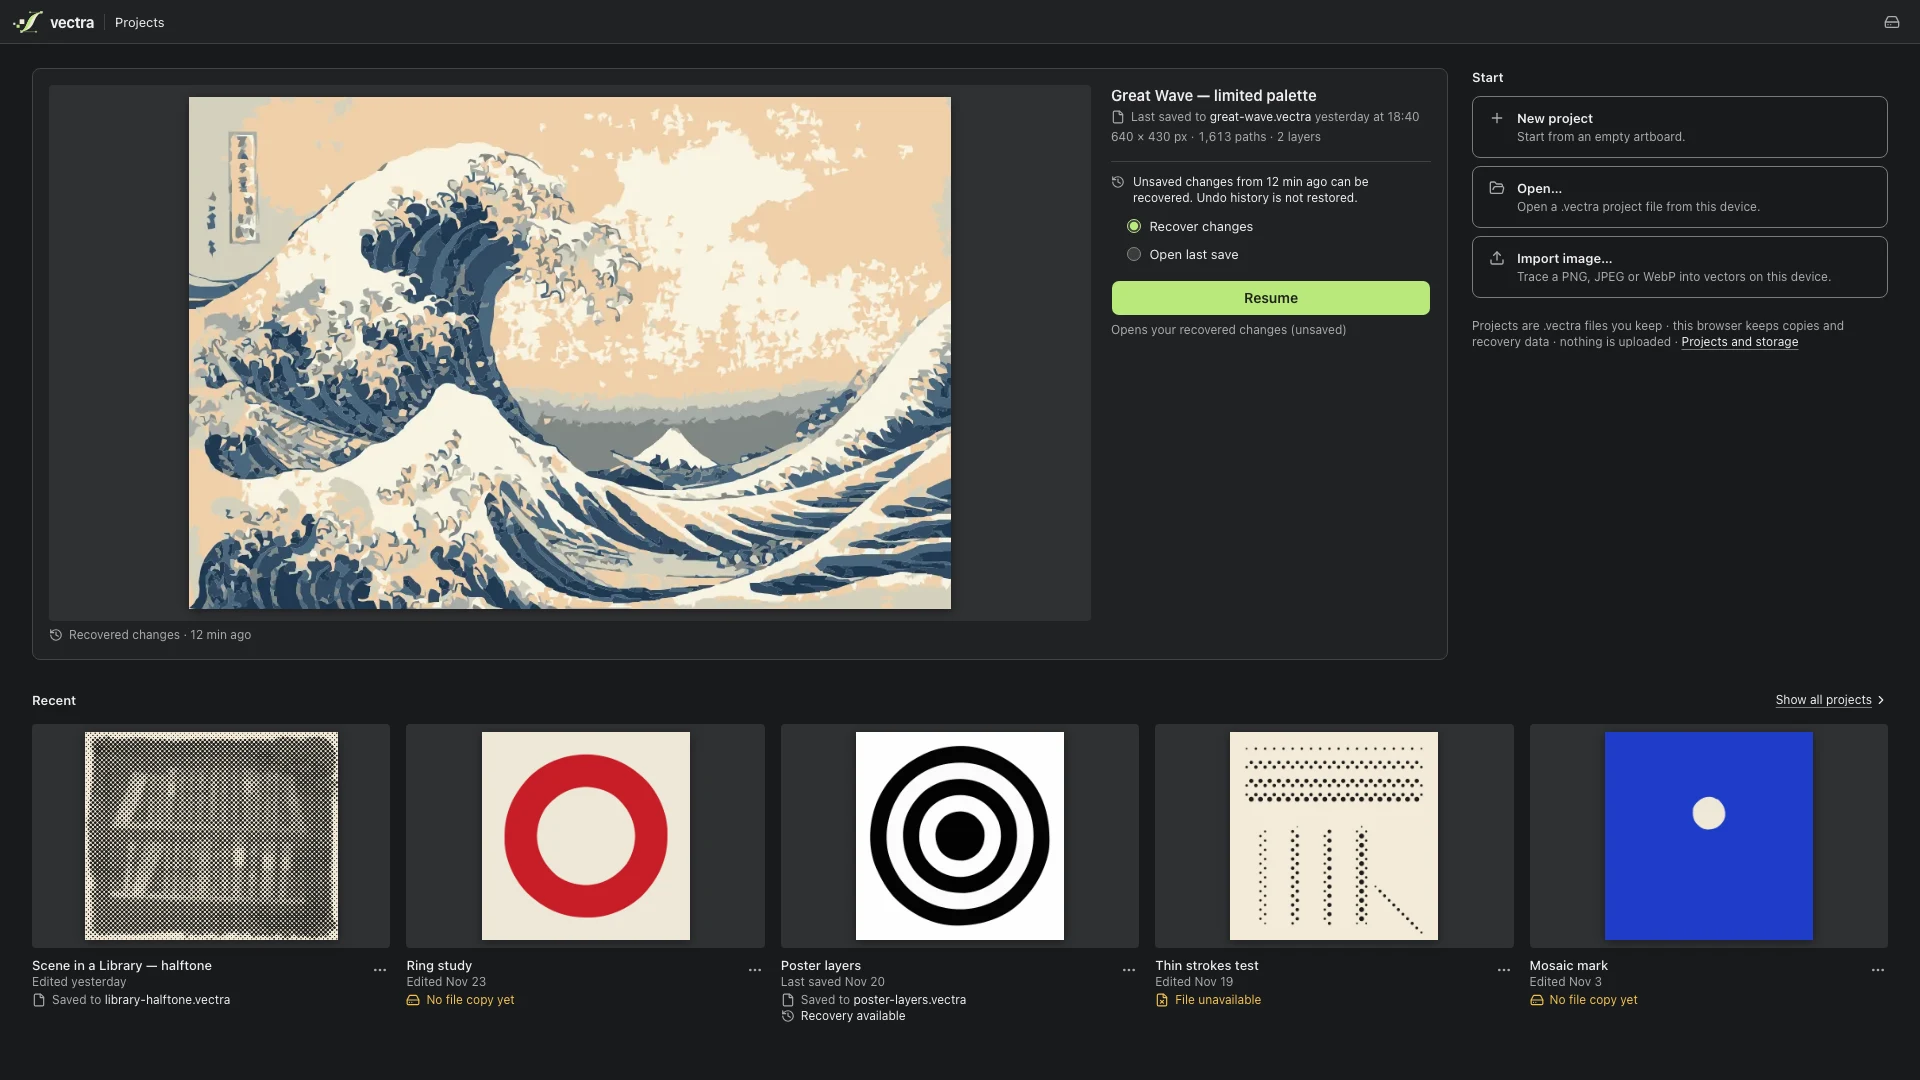 vectra
Projects
Great Wave — limited palette
Last saved to great-wave.vectra yesterday at 18:40
640 × 430 px · 1,613 paths · 2 layers
Unsaved changes from 12 min ago can be
recovered. Undo history is not restored.
Recover changes
Open last save
Resume
Opens your recovered changes (unsaved)
Recovered changes · 12 min ago
Start
New project
Start from an empty artboard.
Open...
Open a .vectra project file from this device.
Import image...
Trace a PNG, JPEG or WebP into vectors on this device.
Projects are .vectra files you keep · this browser keeps copies and
recovery data · nothing is uploaded · Projects and storage
Recent
Show all projects
Scene in a Library — halftone
Edited yesterday
Saved to library-halftone.vectra
Ring study
Edited Nov 23
No file copy yet
Poster layers
Last saved Nov 20
Saved to poster-layers.vectra
Recovery available
Thin strokes test
Edited Nov 19
File unavailable
Mosaic mark
Edited Nov 3
No file copy yet